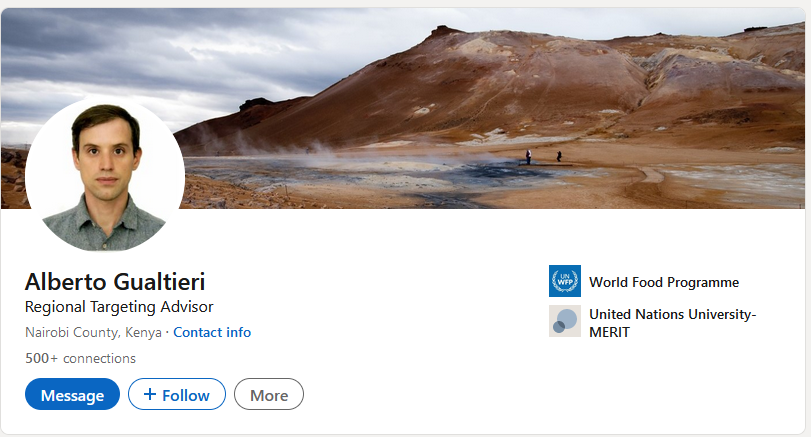 Alberto Gualtieri
Regional Targeting Advisor
Nairobi County, Kenya · Contact info
500+ connections
Message
+ Follow
More
UN
WFP
World Food Programme
United Nations University-
MERIT